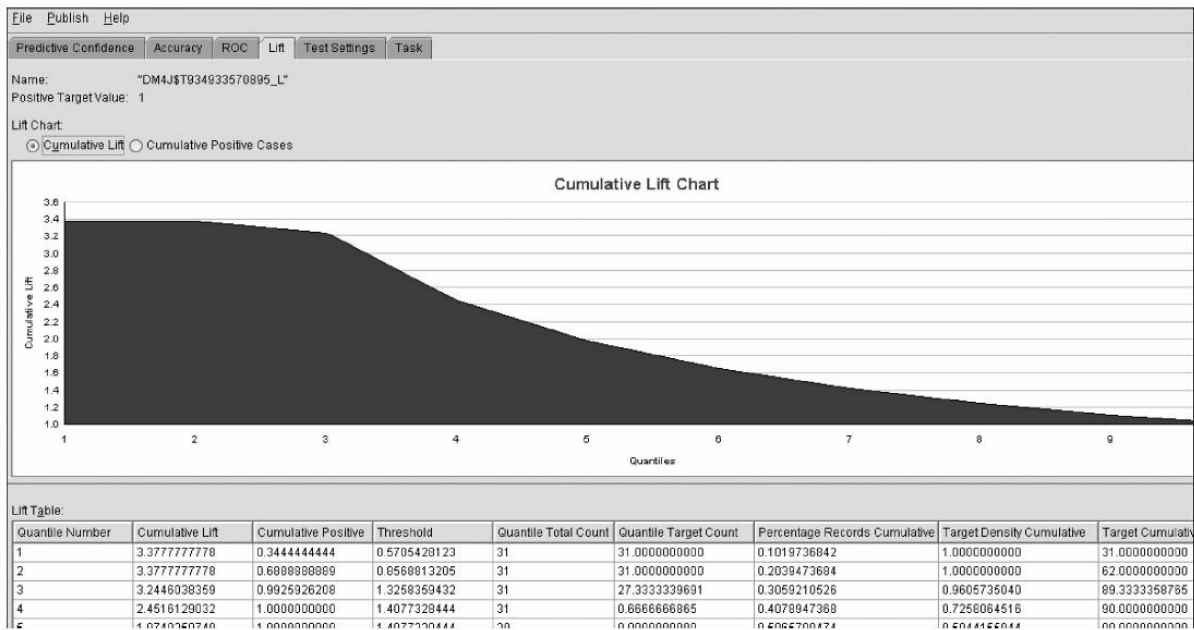 File Publish Help
Predictive Confidence Accuracy ROC Lift Test Settings Task
Name: "DM4J$T934933570895_L"
Positive Target Value: 1
Lift Chart:
Cumulative Lift Cumulative Positive Cases
Cumulative Lift Chart
3.6
3.4
3.2
3.0
2.8
2.6
2.4
2.2
2.0
1.8
1.6
1.4
1.2
1.0
Cumulative Lift
1 2 3 4 5 6 7 8 9
Quantiles
Lift Table:
Quantile Number Cumulative Lift Cumulative Positive Threshold Quantile Total Count Quantile Target Count Percentage Records Cumulative Target Density Cumulative Target Cumulativ
1 3.3777777778 0.3444444444 0.5705428123 31 31.0000000000 0.1019736842 1.0000000000 31.0000000000
2 3.3777777778 0.6888888889 0.8568813205 31 31.0000000000 0.2039473684 1.0000000000 62.0000000000
3 3.2446038359 0.9925926208 1.3258359432 31 27.3333339691 0.3059210526 0.9605735040 89.3333358765
4 2.4516129032 1.0000000000 1.4077328444 31 0.6666666865 0.4078947368 0.7258064516 90.0000000000
5 1.0000000000 30 0.0000000000